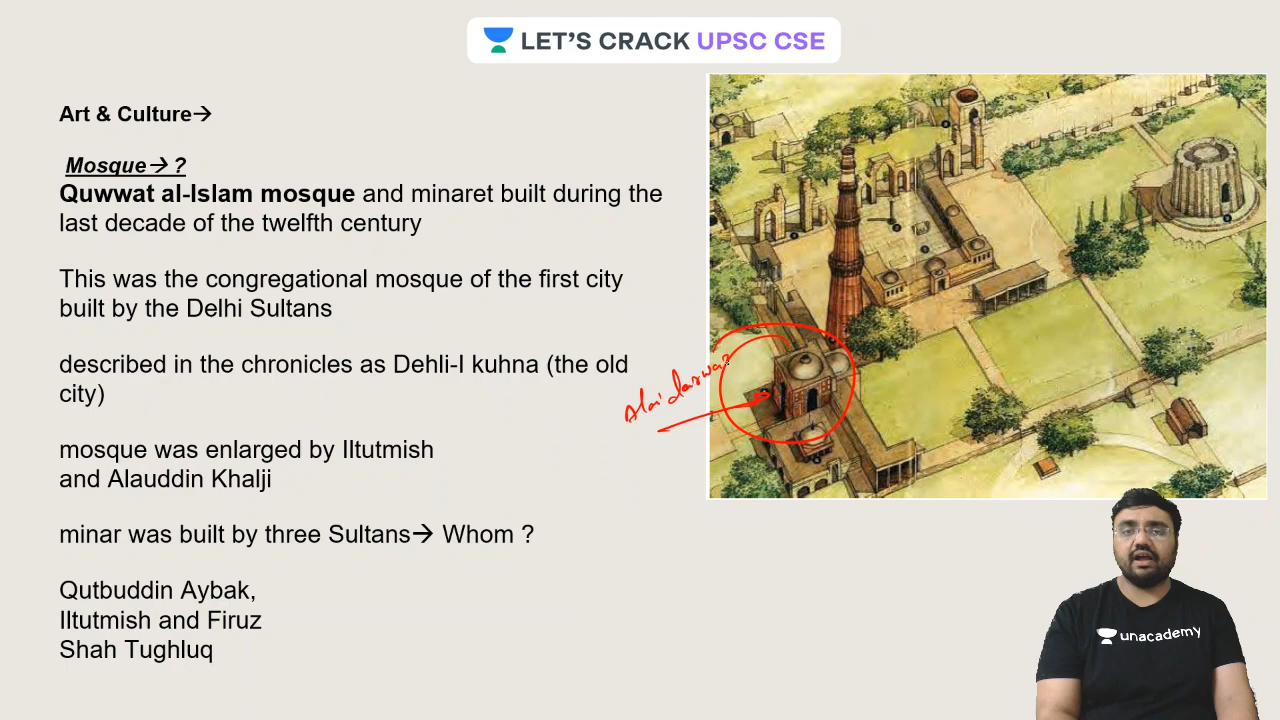 LET'S CRACK UPSC CSE
Art & Culture→
Mosque→ ?
Quwwat al-Islam mosque and minaret built during the
last decade of the twelfth century
This was the congregational mosque of the first city
built by the Delhi Sultans
described in the chronicles as Dehli-I kuhna (the old
city)
mosque was enlarged by Iltutmish
and Alauddin Khalji
minar was built by three Sultans→ Whom ?
Qutbuddin Aybak,
Iltutmish and Firuz
Shah Tughluq
unacademy